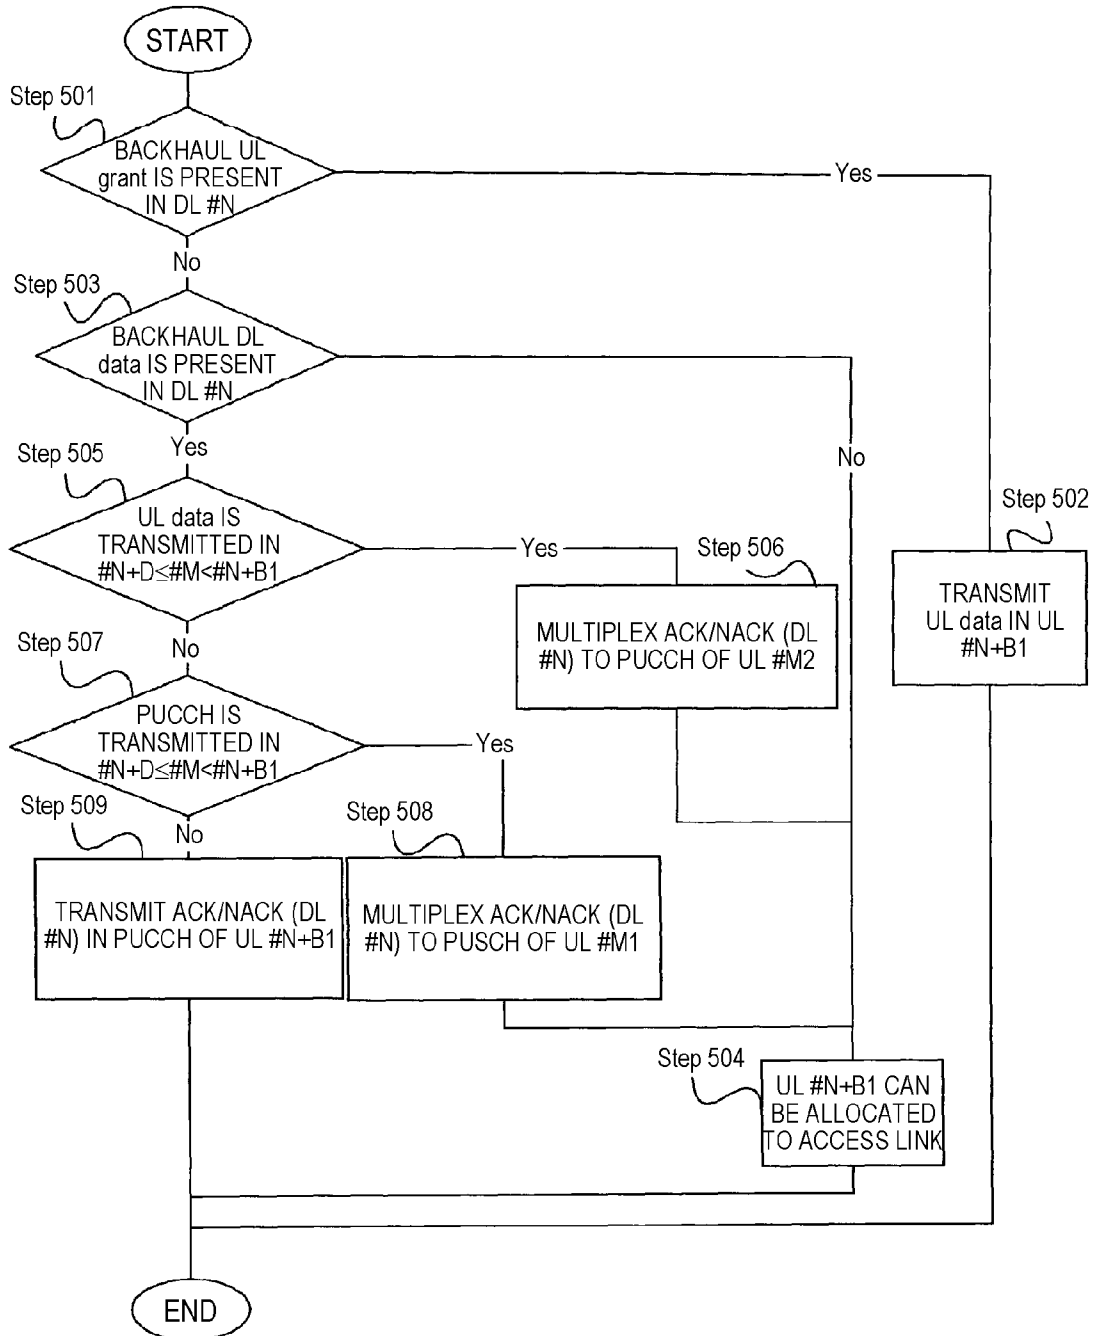 START
Step 501
BACKHAUL UL
grant IS PRESENT
IN DL #N
Yes
No
Step 503
BACKHAUL DL
data IS PRESENT
IN DL #N
No
Yes
Step 505
UL data IS
TRANSMITTED IN
#N+D≤#M<#N+B1
Yes
Step 506
MULTIPLEX ACK/NACK (DL
#N) TO PUCCH OF UL #M2
Step 502
TRANSMIT
UL data IN UL
#N+B1
No
Step 507
PUCCH IS
TRANSMITTED IN
#N+D≤#M<#N+B1
Yes
No
Step 509
TRANSMIT ACK/NACK (DL
#N) IN PUCCH OF UL #N+B1
Step 508
MULTIPLEX ACK/NACK (DL
#N) TO PUSCH OF UL #M1
Step 504
UL #N+B1 CAN
BE ALLOCATED
TO ACCESS LINK
END